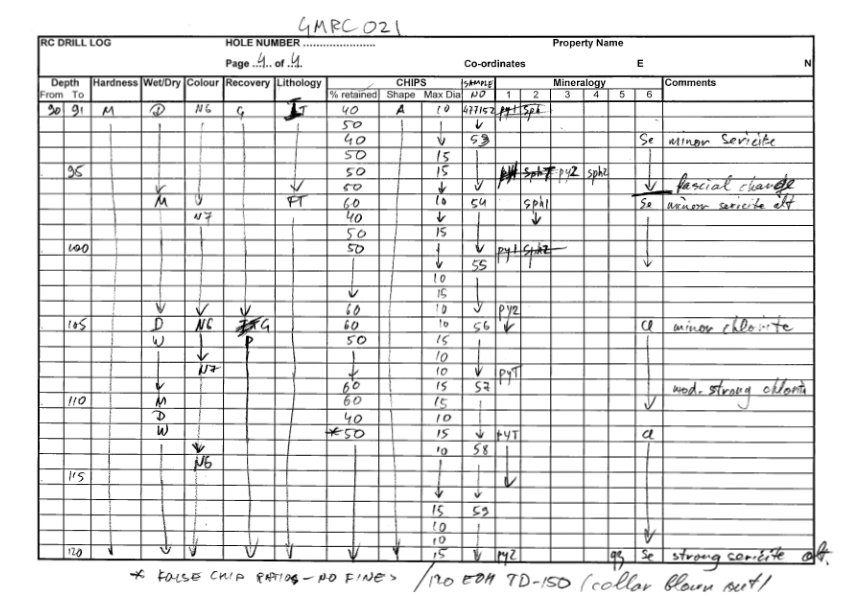 GMRC 021
RC DRILL LOG HOLE NUMBER ........................ Property Name
Page .4.. of .4. Co-ordinates E N
Depth Hardness Wet/Dry Colour Recovery Lithology CHIPS SAMPLE Mineralogy Comments
From To % retained Shape Max Dia NO 1 2 3 4 5 6
90 91 M D N6 G 40 A 10 477152 py1 sph
50
40 53 Se minor Sericite
50 15
95 50 15 py2 sph2
50 fascial change
M FT 60 10 54 sph1 Se minor sericite alt
N7 40
50 15
100 50 py1 sph2
55
10
15
60 10 py2
105 D N6 G 60 10 56 cl minor chlorite
W P 50 15
10
N7 10 pyT
60 15 57 mod. strong chlorite
110 M 60 15
D 40 10
W *50 15 pyT cl
10 58
N6
115
15 59
10
10
120 15 py2 93 Se strong sericite alt.
* FALSE CHIP RATIOS - NO FINES /120 EOH TD-150 (collar blown out/